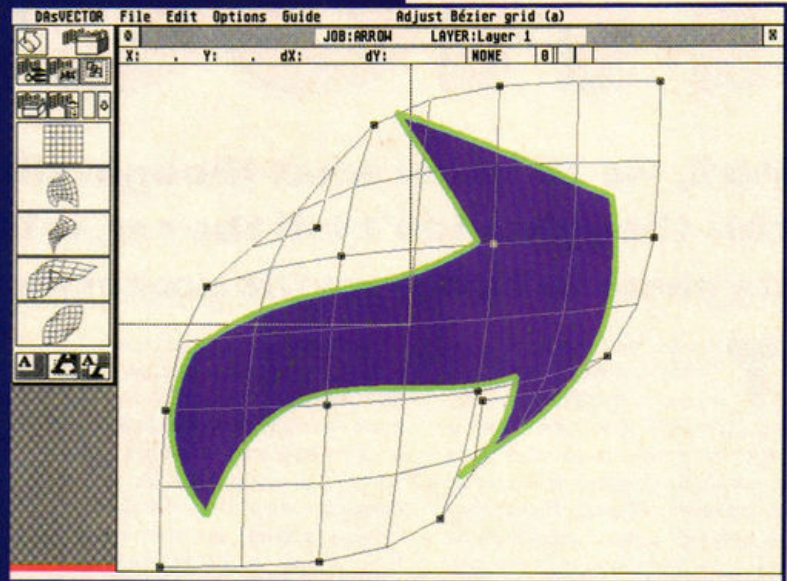 DAsVECTOR File Edit Options Guide Adjust Bézier grid (a)
JOB:ARROW LAYER:Layer 1
X: . Y: . dX: dY: NONE 0
A A A